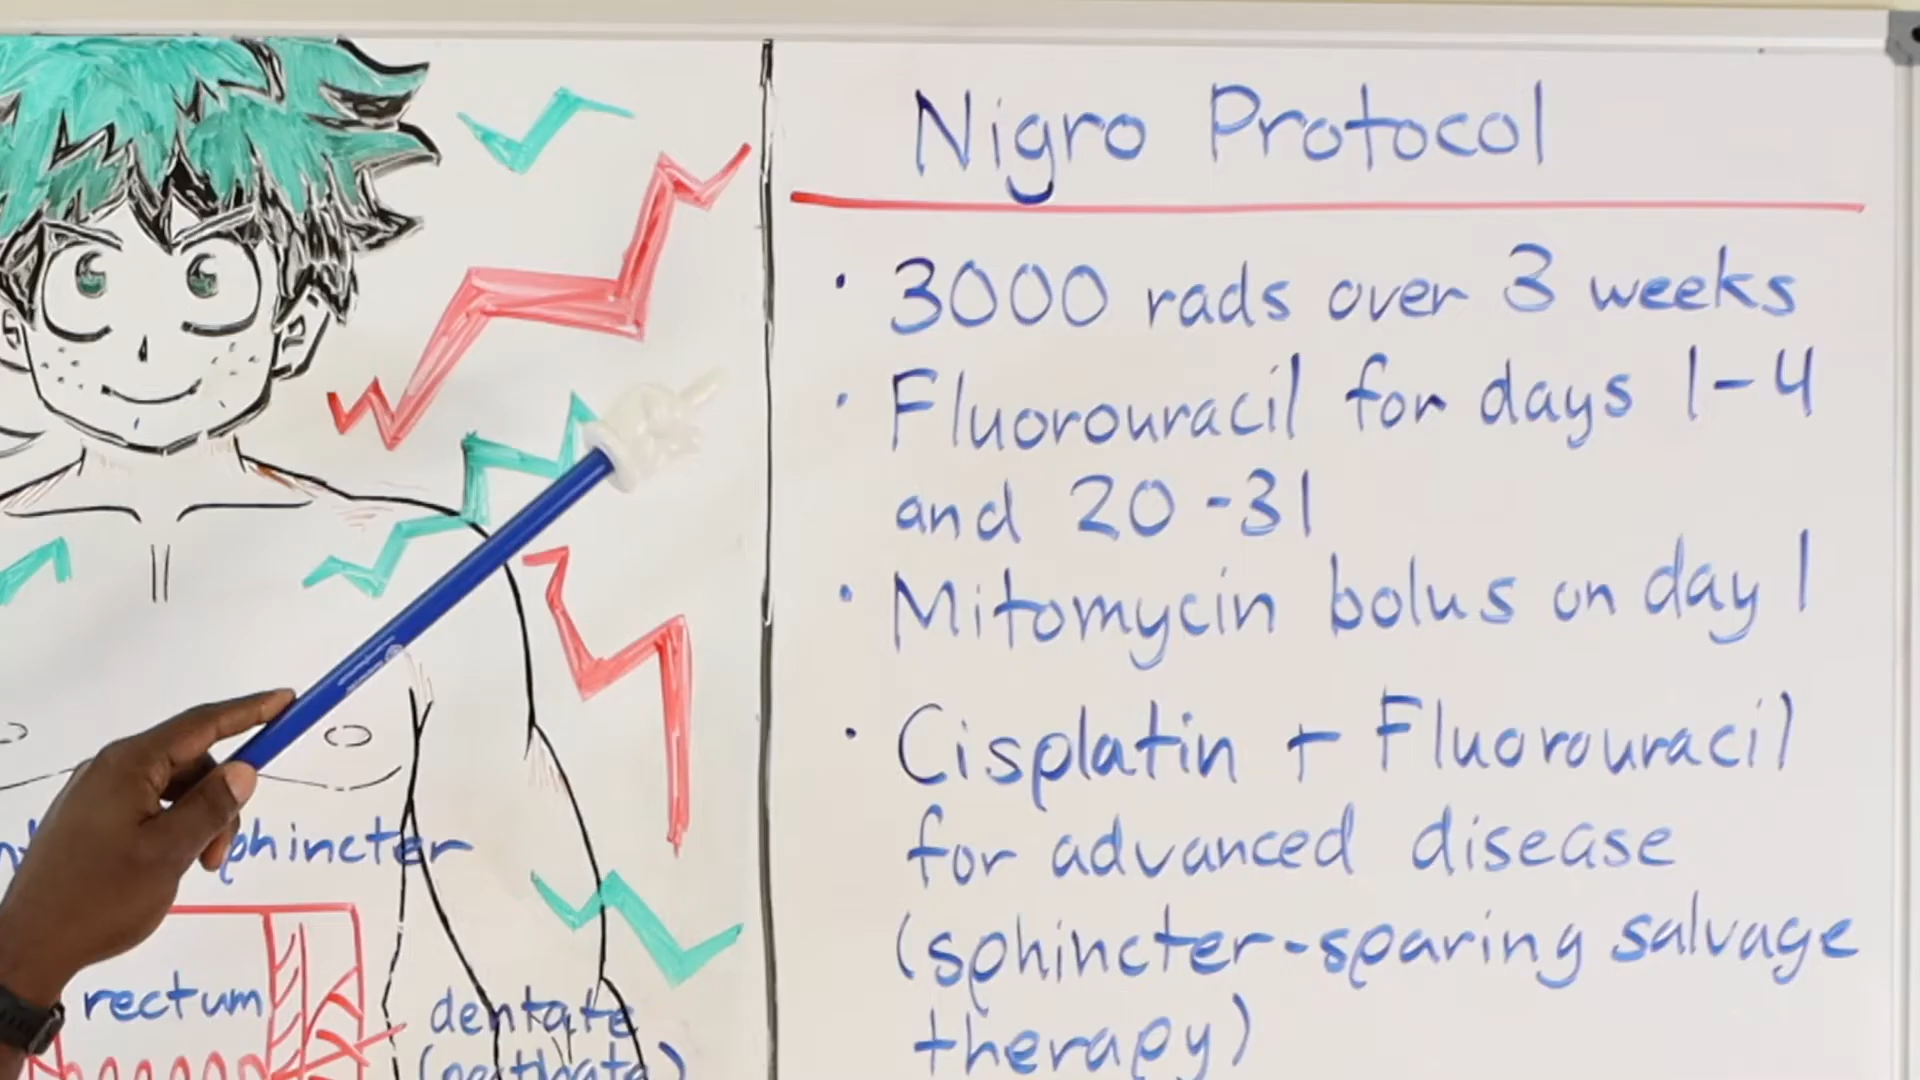 Nigro Protocol
• 3000 rads over 3 weeks
• Fluorouracil for days 1-4
and 20-31
• Mitomycin bolus on day 1
• Cisplatin + Fluorouracil
for advanced disease
(sphincter-sparing salvage
therapy)
phincter
rectum
dentate